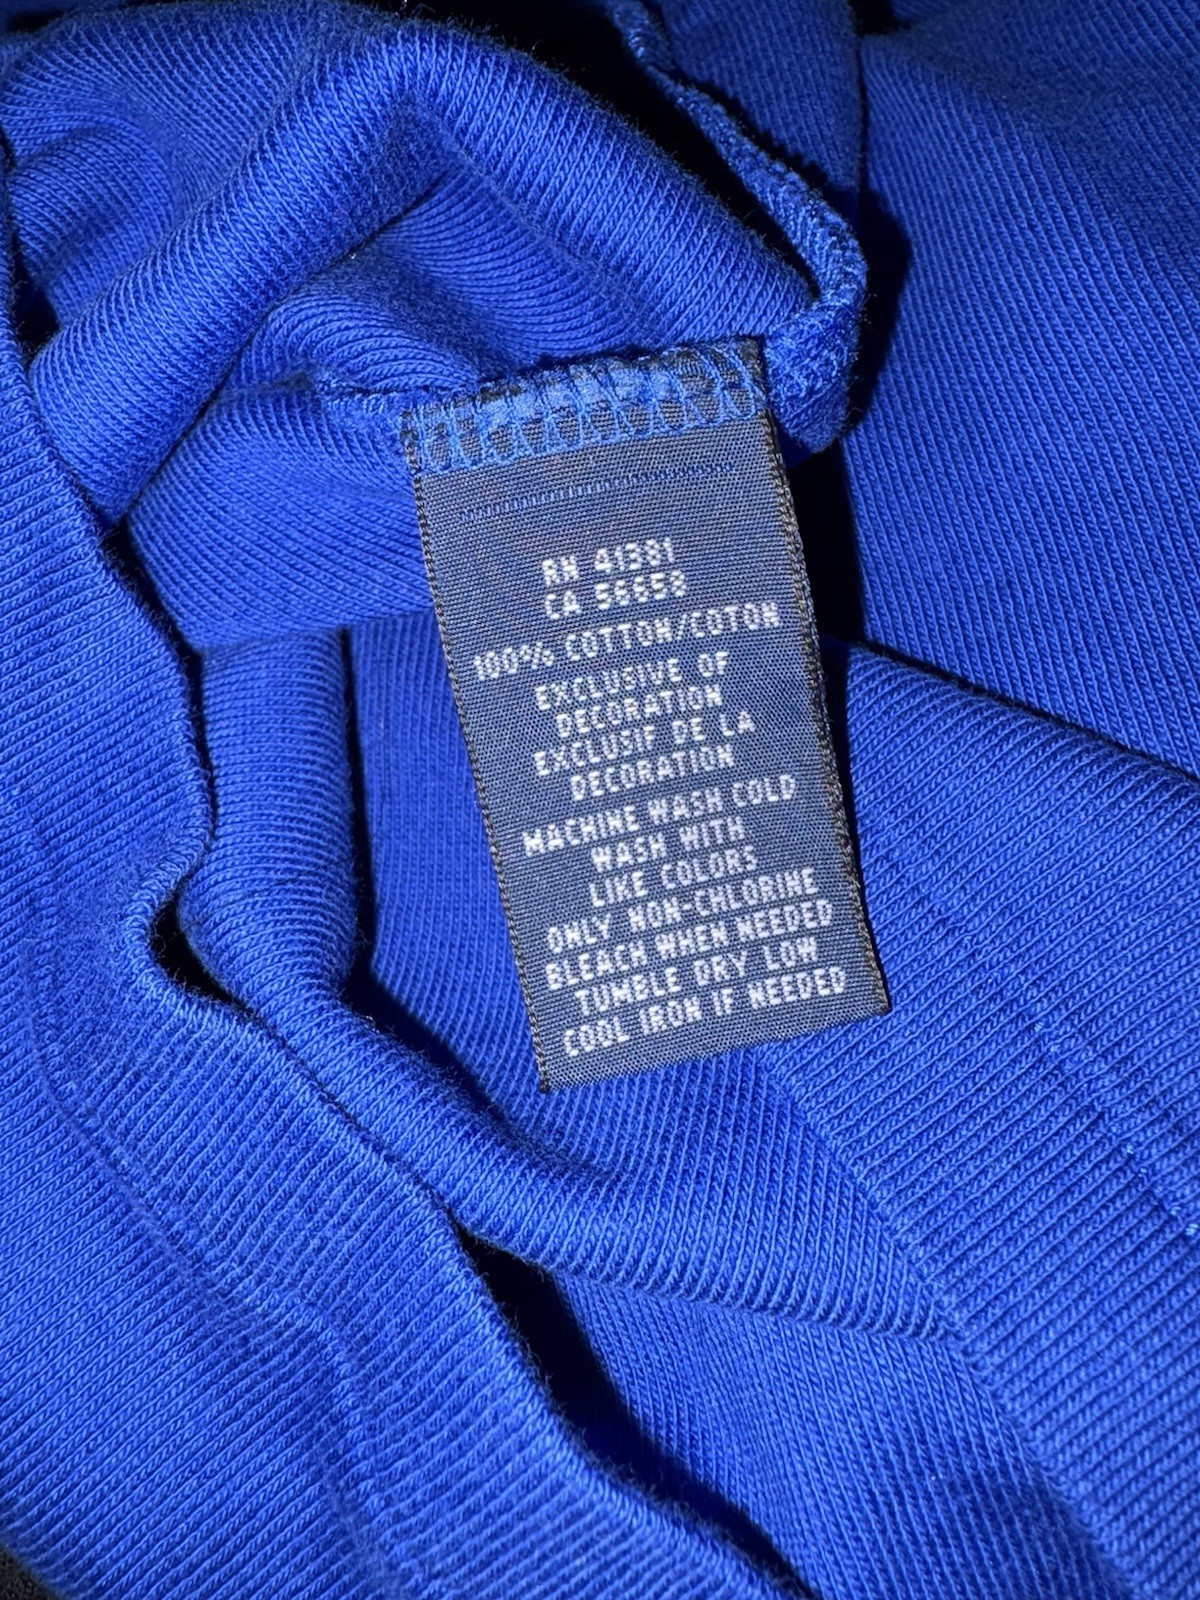 RN 41381
CA 56658
100% COTTON/COTON
EXCLUSIVE OF
DECORATION
EXCLUSIF DE LA
DECORATION
MACHINE WASH COLD
WASH WITH
LIKE COLORS
ONLY NON-CHLORINE
BLEACH WHEN NEEDED
TUMBLE DRY LOW
COOL IRON IF NEEDED